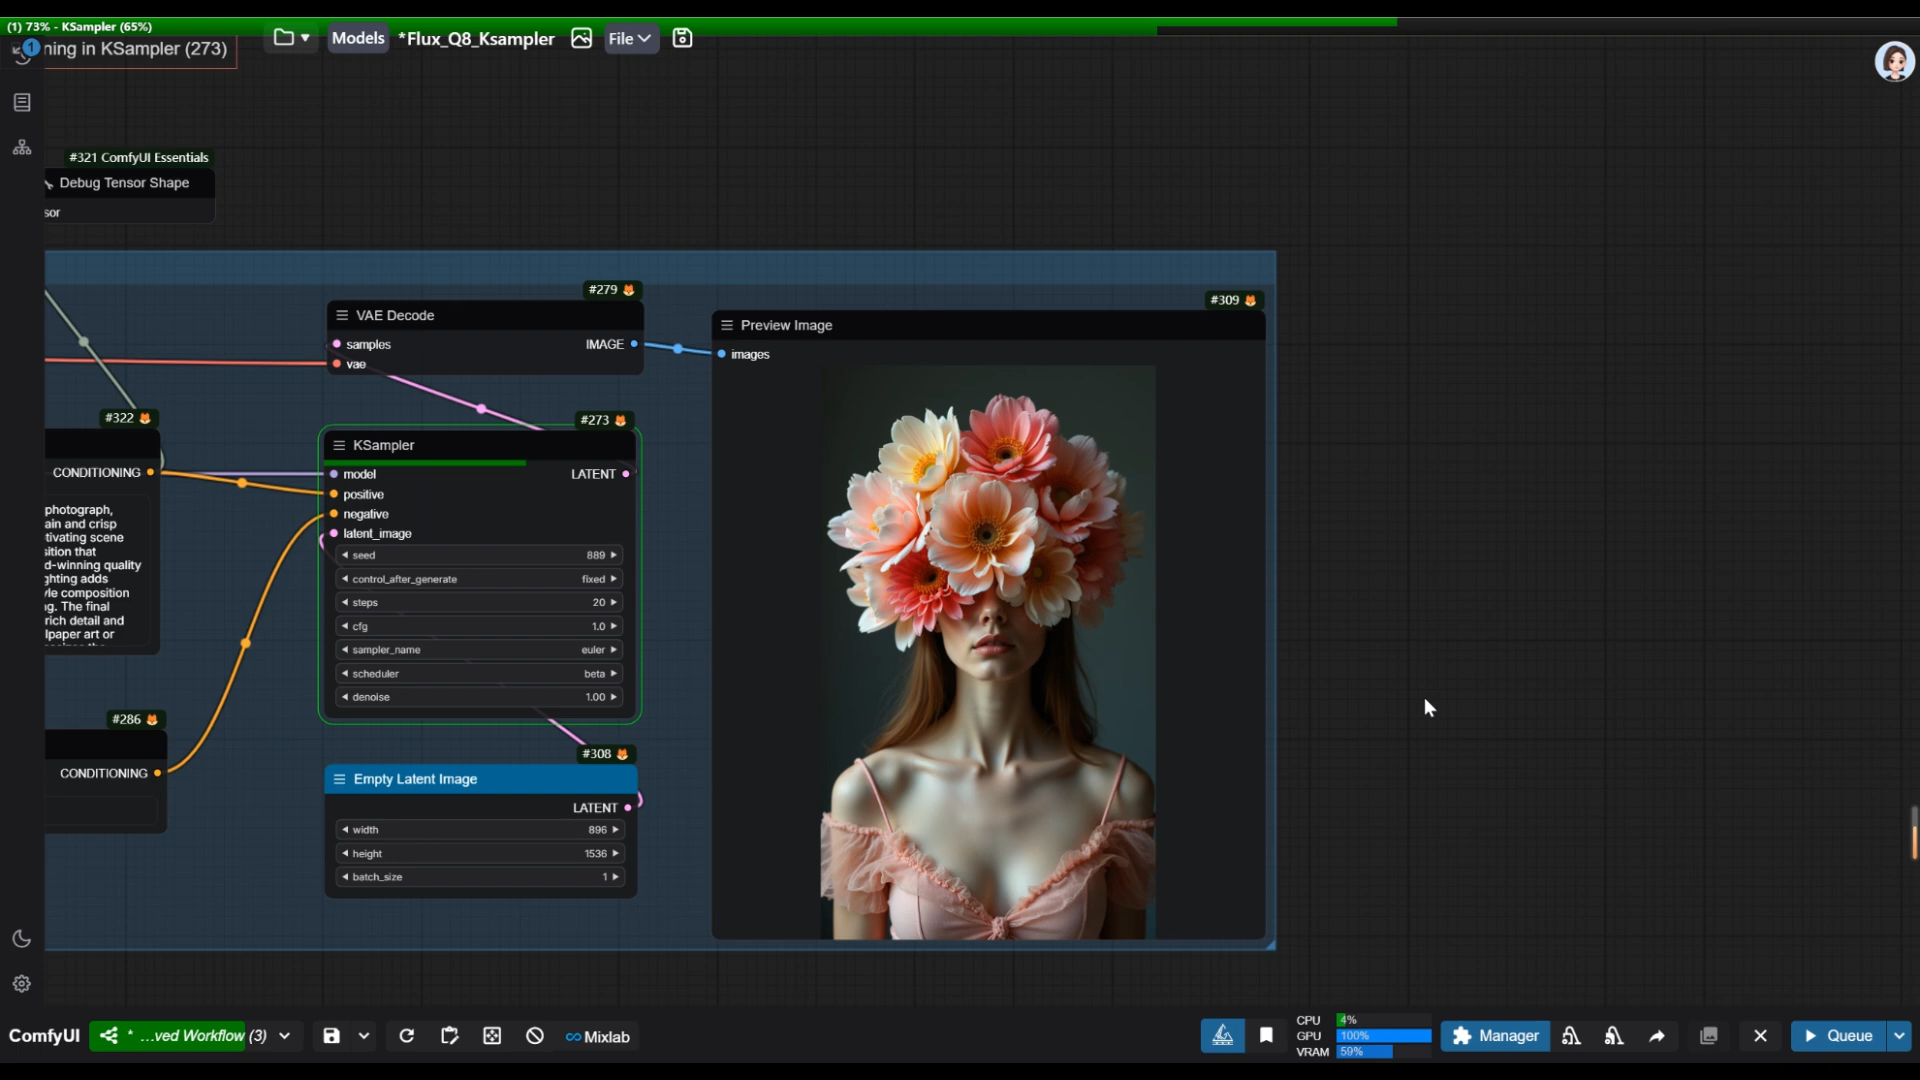 (1) 73% - KSampler (65%)
1
ning in KSampler (273)
Models
*Flux_Q8_Ksampler
File
#321 ComfyUI Essentials
Debug Tensor Shape
sor
#279
VAE Decode
samples
IMAGE
vae
#309
Preview Image
images
#322
CONDITIONING
photograph,
ain and crisp
tivating scene
sition that
d-winning quality
ghting adds
yle composition
ig. The final
rich detail and
lpaper art or
#273
KSampler
model
LATENT
positive
negative
latent_image
seed 889
control_after_generate fixed
steps 20
cfg 1.0
sampler_name euler
scheduler beta
denoise 1.00
#286
CONDITIONING
#308
Empty Latent Image
LATENT
width 896
height 1536
batch_size 1
ComfyUI
* ...ved Workflow (3)
Mixlab
CPU 4%
GPU 100%
VRAM 59%
Manager
Queue